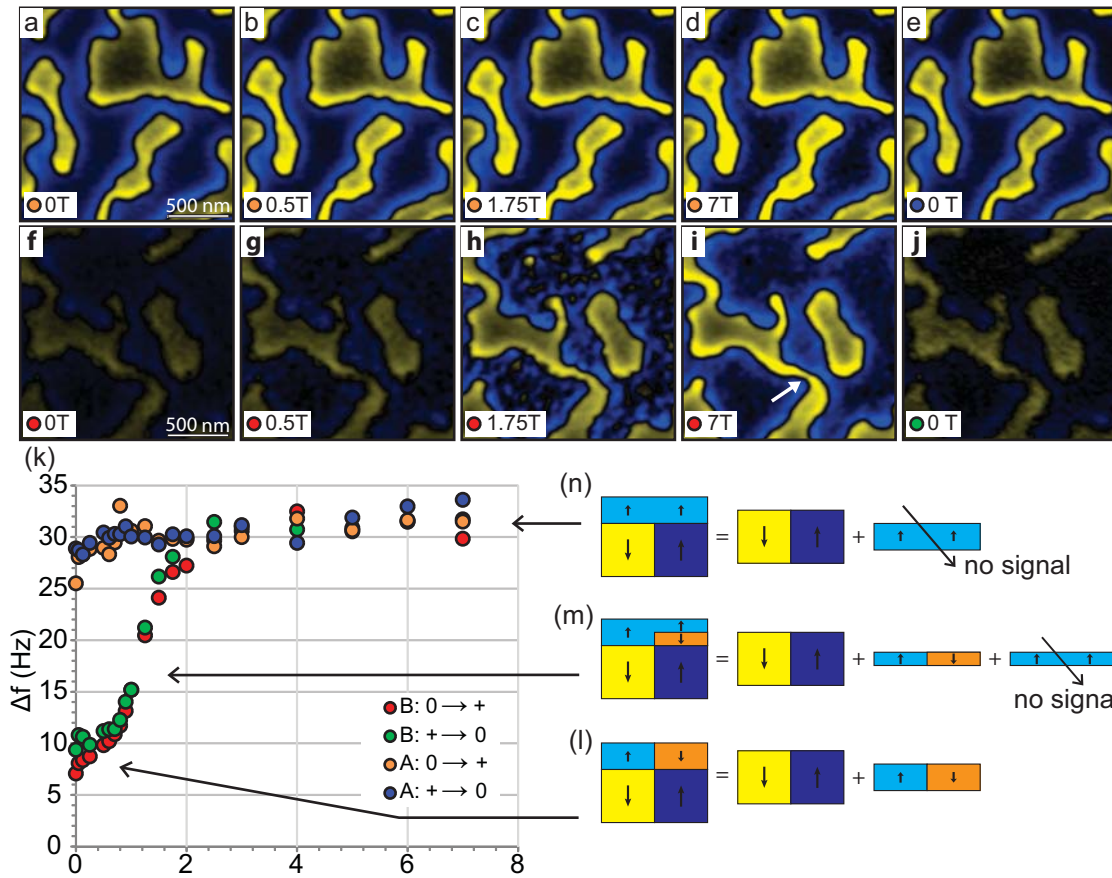 a b c d e
0T 500 nm 0.5T 1.75T 7T 0 T
f g h i j
0T 500 nm 0.5T 1.75T 7T 0 T
(k)
35
30
25
20
15
10
5
0
Δf (Hz)
0 2 4 6 8
B: 0 → +
B: + → 0
A: 0 → +
A: + → 0
(n)
= + no signal
(m)
= + + no signal
(l)
= +